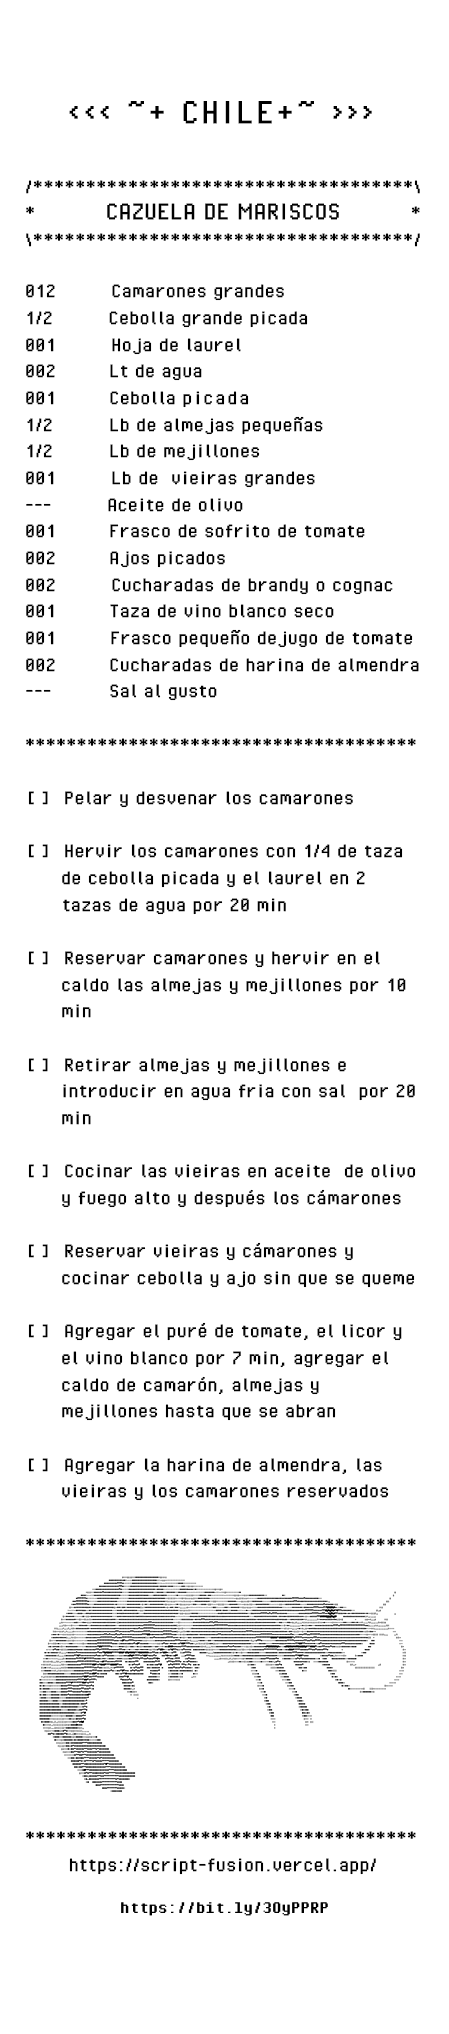 <<< ~+ CHILE+~ >>>
/************************************\
* CAZUELA DE MARISCOS *
\************************************/
012 Camarones grandes
1/2 Cebolla grande picada
001 Hoja de laurel
002 Lt de agua
001 Cebolla picada
1/2 Lb de almejas pequeñas
1/2 Lb de mejillones
001 Lb de vieiras grandes
--- Aceite de olivo
001 Frasco de sofrito de tomate
002 Ajos picados
002 Cucharadas de brandy o cognac
001 Taza de vino blanco seco
001 Frasco pequeño dejugo de tomate
002 Cucharadas de harina de almendra
--- Sal al gusto
**************************************
[ ] Pelar y desvenar los camarones
[ ] Hervir los camarones con 1/4 de taza
de cebolla picada y el laurel en 2
tazas de agua por 20 min
[ ] Reservar camarones y hervir en el
caldo las almejas y mejillones por 10
min
[ ] Retirar almejas y mejillones e
introducir en agua fria con sal por 20
min
[ ] Cocinar las vieiras en aceite de olivo
y fuego alto y después los cámarones
[ ] Reservar vieiras y cámarones y
cocinar cebolla y ajo sin que se queme
[ ] Agregar el puré de tomate, el licor y
el vino blanco por 7 min, agregar el
caldo de camarón, almejas y
mejillones hasta que se abran
[ ] Agregar la harina de almendra, las
vieiras y los camarones reservados
**************************************
**************************************
https://script-fusion.vercel.app/
https://bit.ly/3OyPPRP